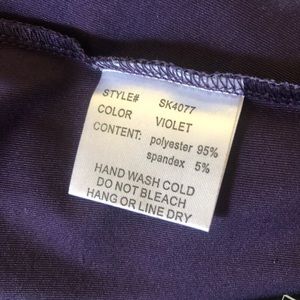 STYLE# SK4077
COLOR VIOLET
CONTENT: polyester 95%
spandex 5%
HAND WASH COLD
DO NOT BLEACH
HANG OR LINE DRY